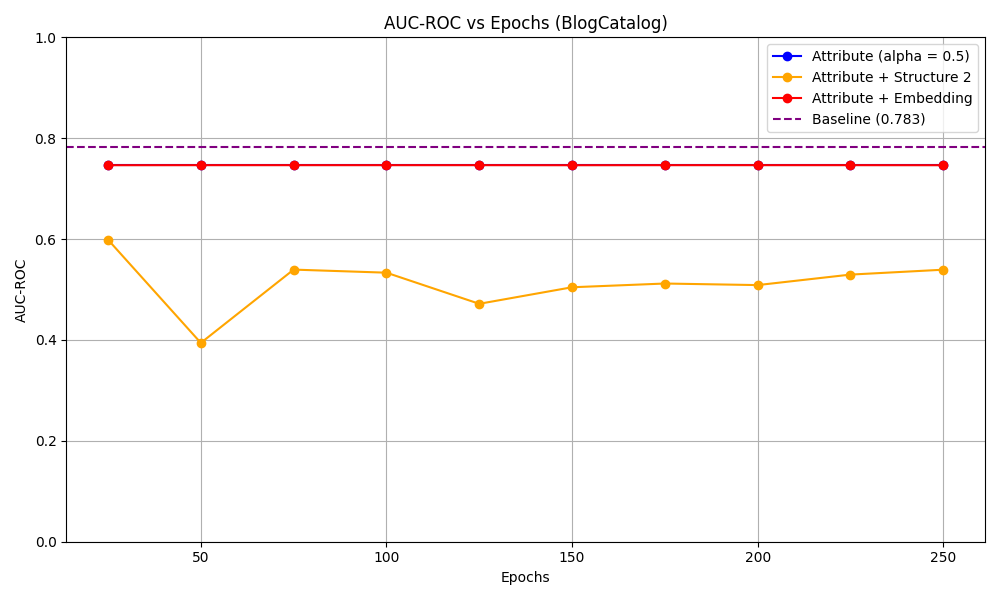 AUC-ROC vs Epochs (BlogCatalog)
1.0
0.8
0.6
0.4
0.2
0.0
AUC-ROC
Attribute (alpha = 0.5)
Attribute + Structure 2
Attribute + Embedding
Baseline (0.783)
50
100
150
200
250
Epochs